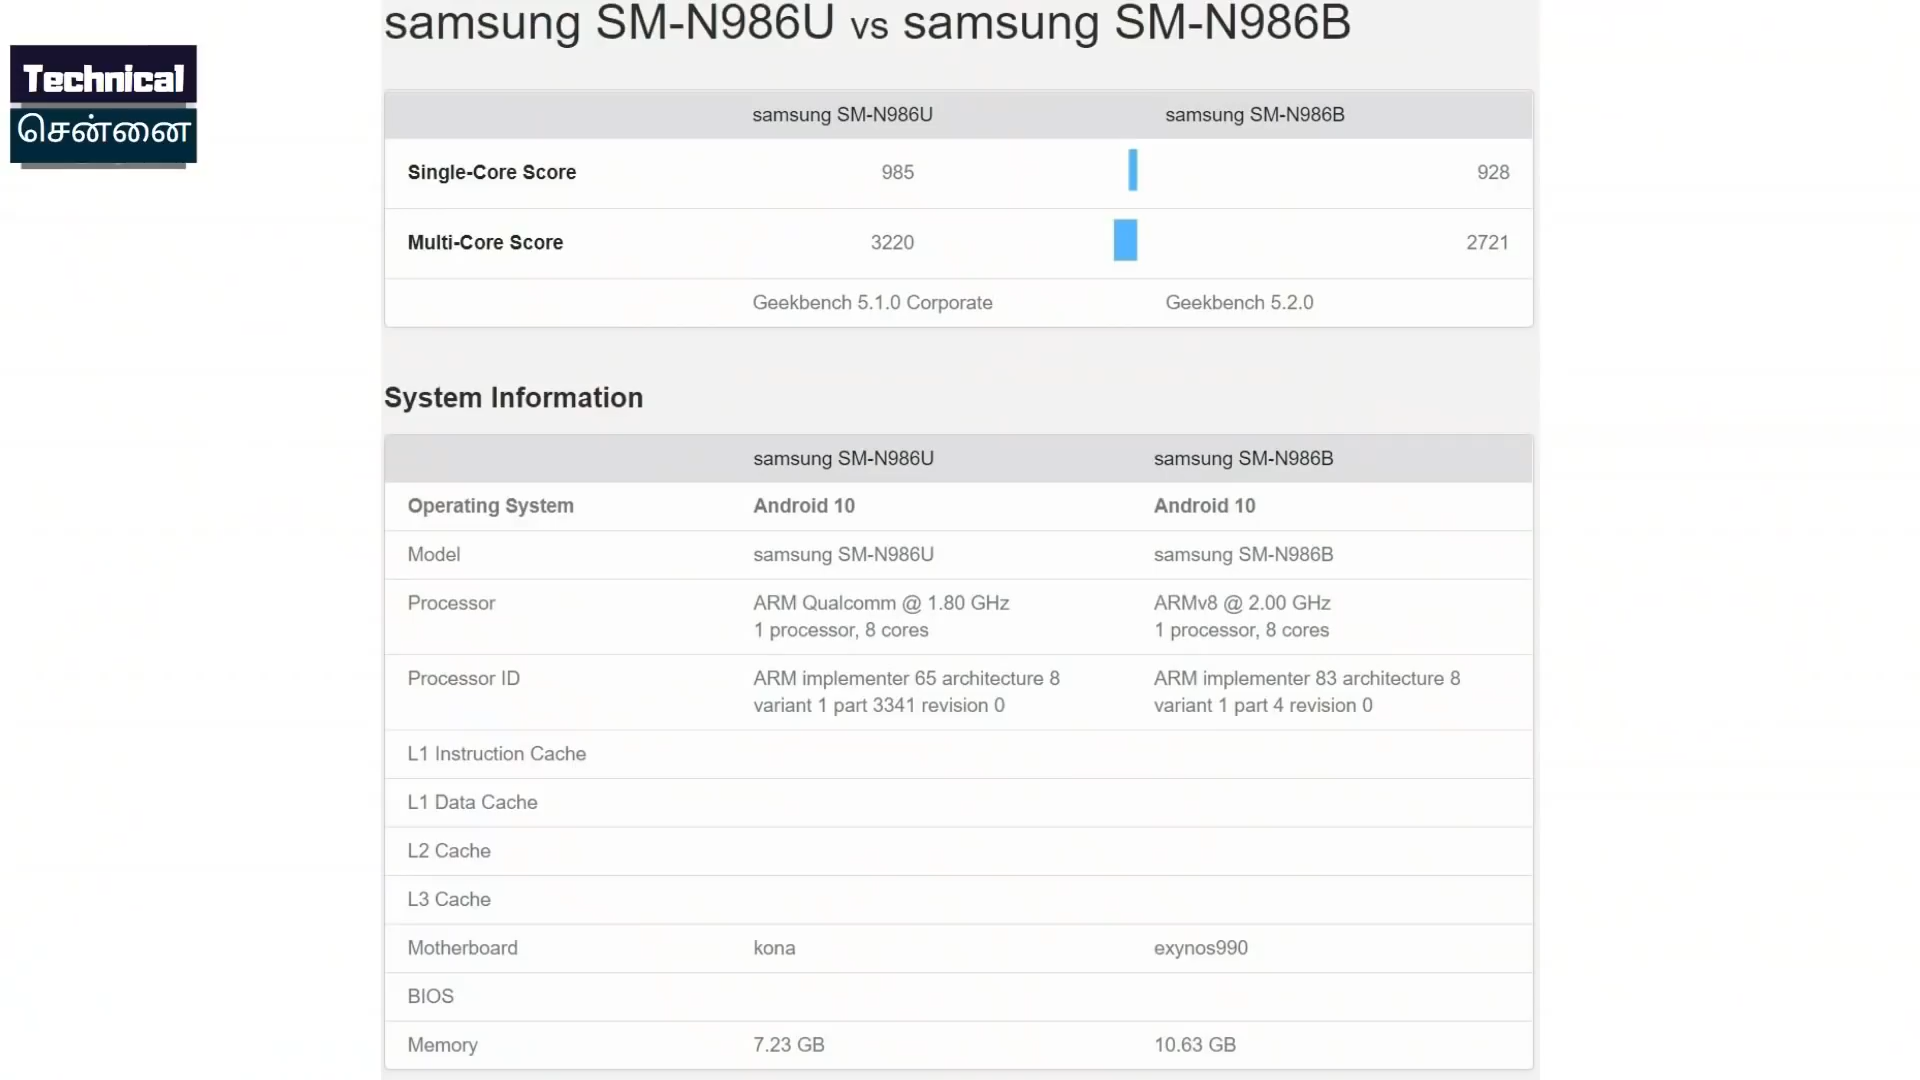 samsung SM-N986U vs samsung SM-N986B
Technical
சென்னை
samsung SM-N986U samsung SM-N986B
Single-Core Score 985 928
Multi-Core Score 3220 2721
Geekbench 5.1.0 Corporate Geekbench 5.2.0
System Information
samsung SM-N986U samsung SM-N986B
Operating System Android 10 Android 10
Model samsung SM-N986U samsung SM-N986B
Processor ARM Qualcomm @ 1.80 GHz ARMv8 @ 2.00 GHz
1 processor, 8 cores 1 processor, 8 cores
Processor ID ARM implementer 65 architecture 8 ARM implementer 83 architecture 8
variant 1 part 3341 revision 0 variant 1 part 4 revision 0
L1 Instruction Cache
L1 Data Cache
L2 Cache
L3 Cache
Motherboard kona exynos990
BIOS
Memory 7.23 GB 10.63 GB